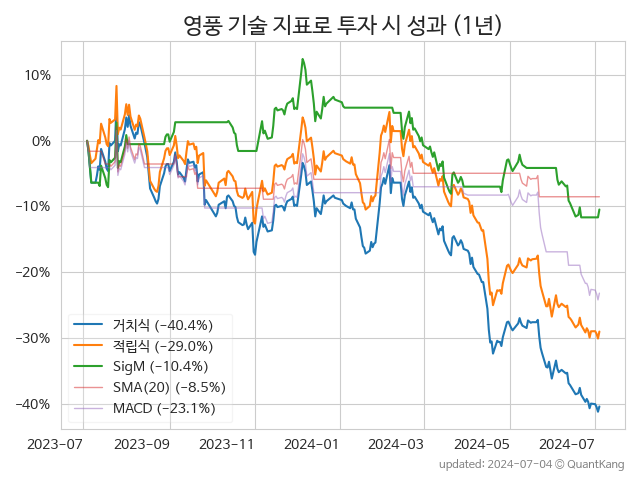 영풍 기술 지표로 투자 시 성과 (1년)
10%
0%
−10%
−20%
−30%
−40%
거치식 (−40.4%)
적립식 (−29.0%)
SigM (−10.4%)
SMA(20) (−8.5%)
MACD (−23.1%)
2023-07
2023-09
2023-11
2024-01
2024-03
2024-05
2024-07
updated: 2024-07-04 © QuantKang